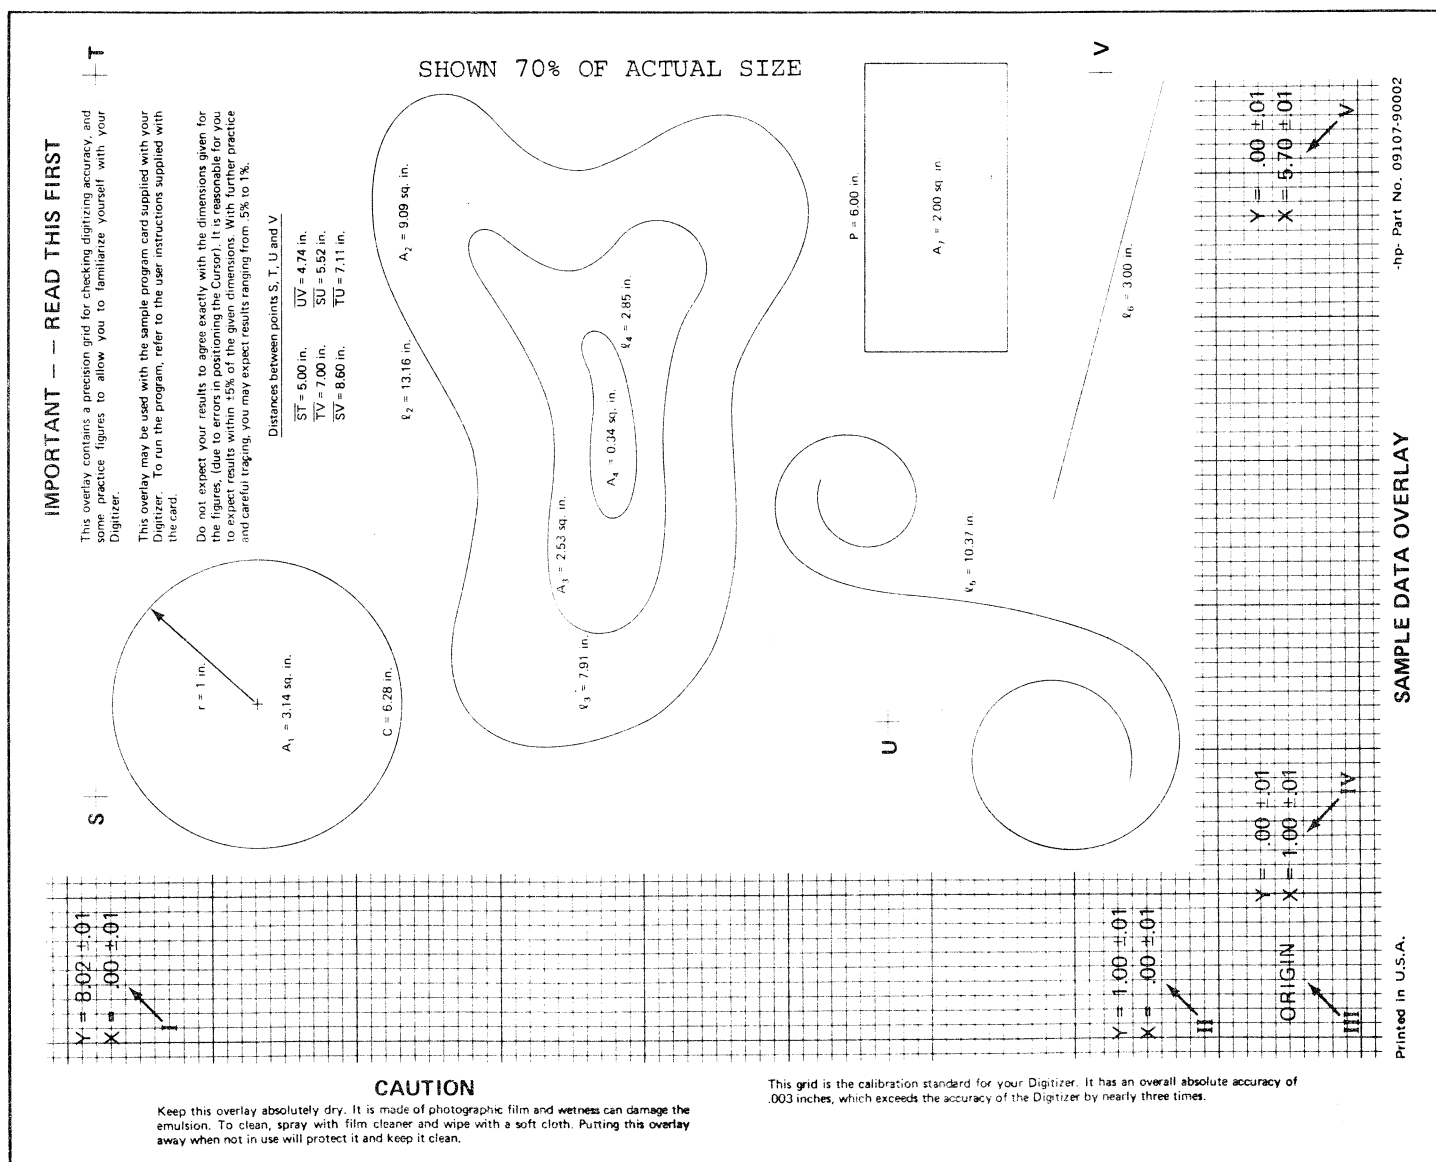 SHOWN 70% OF ACTUAL SIZE
IMPORTANT — READ THIS FIRST
This overlay contains a precision grid for checking digitizing accuracy, and
some practice figures to allow you to familiarize yourself with your
Digitizer.
This overlay may be used with the sample program card supplied with your
Digitizer. To run the program, refer to the user instructions supplied with
the card.
Do not expect your results to agree exactly with the dimensions given for
the figures, (due to errors in positioning the Cursor). It is reasonable for you
to expect results within ±5% of the given dimensions. With further practice
and careful tracing, you may expect results ranging from .5% to 1%.
Distances between points S, T, U and V
ST = 5.00 in. UV = 4.74 in.
TV = 7.00 in. SU = 5.52 in.
SV = 8.60 in. TU = 7.11 in.
S
T
U
V
r = 1 in.
A₁ = 3.14 sq. in.
C = 6.28 in.
ℓ₂ = 13.16 in.
A₂ = 9.09 sq. in.
A₃ = 2.53 sq. in.
ℓ₃ = 7.91 in.
A₄ = 0.34 sq. in.
ℓ₄ = 2.85 in.
P = 6.00 in.
A₁ = 2.00 sq. in
ℓ₅ = 10.37 in.
ℓ₆ = 3.00 in.
Y = 8.02 ±.01
X = .00 ±.01
I
Y = 1.00 ±.01
X = .00 ±.01
II
ORIGIN
III
Y = .00 ±.01
X = 1.00 ±.01
IV
Y = .00 ±.01
X = 5.70 ±.01
V
Printed in U.S.A.
SAMPLE DATA OVERLAY
-hp- Part No. 09107-90002
CAUTION
Keep this overlay absolutely dry. It is made of photographic film and wetness can damage the
emulsion. To clean, spray with film cleaner and wipe with a soft cloth. Putting this overlay
away when not in use will protect it and keep it clean.
This grid is the calibration standard for your Digitizer. It has an overall absolute accuracy of
.003 inches, which exceeds the accuracy of the Digitizer by nearly three times.